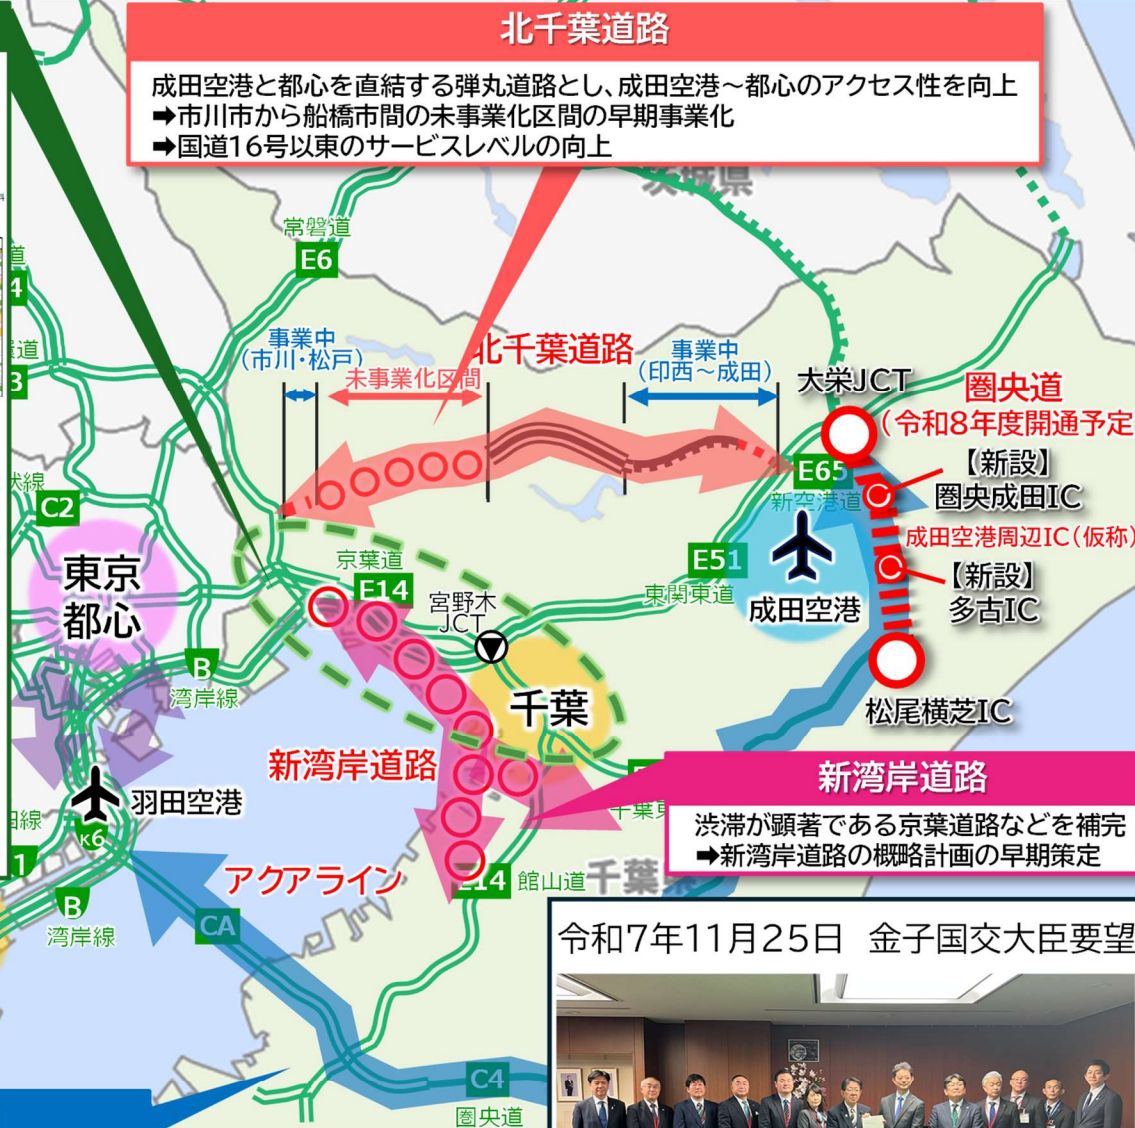 北千葉道路
成田空港と都心を直結する弾丸道路とし、成田空港～都心のアクセス性を向上
➡市川市から船橋市間の未事業化区間の早期事業化
➡国道16号以東のサービスレベルの向上
茨城県
常磐道
E6
道
4
事業中
(市川・松戸)
未事業化区間
北千葉道路
事業中
(印西～成田)
道
3
大栄JCT
圏央道
(令和8年度開通予定
【新設】
圏央成田IC
E65
新空港道
C2
成田空港周辺IC(仮称)
【新設】
多古IC
東京
都心
京葉道
E14
宮野木
JCT
E51
東関東道
成田空港
B
湾岸線
千葉
松尾横芝IC
新湾岸道路
羽田空港
K6
新湾岸道路
渋滞が顕著である京葉道路などを補完
➡新湾岸道路の概略計画の早期策定
千葉東
1
アクアライン
E14
館山道
千葉県
B
湾岸線
CA
令和7年11月25日 金子国交大臣要望
C4
圏央道